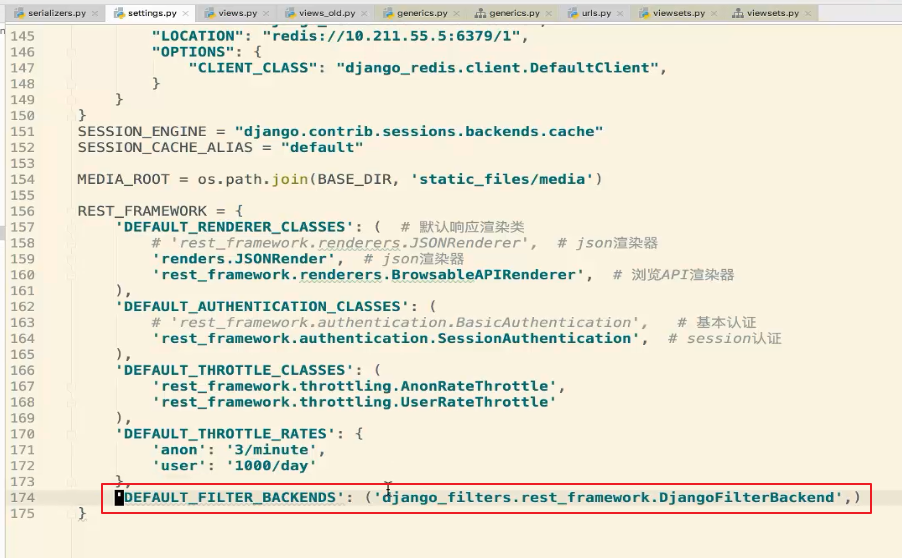 serializers.py settings.py views.py views_old.py generics.py generics.py urls.py viewsets.py viewsets.py
145 "LOCATION": "redis://10.211.55.5:6379/1",
146 "OPTIONS": {
147 "CLIENT_CLASS": "django_redis.client.DefaultClient",
148 }
149 }
150 }
151 SESSION_ENGINE = "django.contrib.sessions.backends.cache"
152 SESSION_CACHE_ALIAS = "default"
153
154 MEDIA_ROOT = os.path.join(BASE_DIR, 'static_files/media')
155
156 REST_FRAMEWORK = {
157 'DEFAULT_RENDERER_CLASSES': ( # 默认响应渲染类
158 # 'rest_framework.renderers.JSONRenderer', # json渲染器
159 'renders.JSONRender', # json渲染器
160 'rest_framework.renderers.BrowsableAPIRenderer', # 浏览API渲染器
161 ),
162 'DEFAULT_AUTHENTICATION_CLASSES': (
163 # 'rest_framework.authentication.BasicAuthentication', # 基本认证
164 'rest_framework.authentication.SessionAuthentication', # session认证
165 ),
166 'DEFAULT_THROTTLE_CLASSES': (
167 'rest_framework.throttling.AnonRateThrottle',
168 'rest_framework.throttling.UserRateThrottle'
169 ),
170 'DEFAULT_THROTTLE_RATES': {
171 'anon': '3/minute',
172 'user': '1000/day'
173 },
174 'DEFAULT_FILTER_BACKENDS': ('django_filters.rest_framework.DjangoFilterBackend',)
175 }